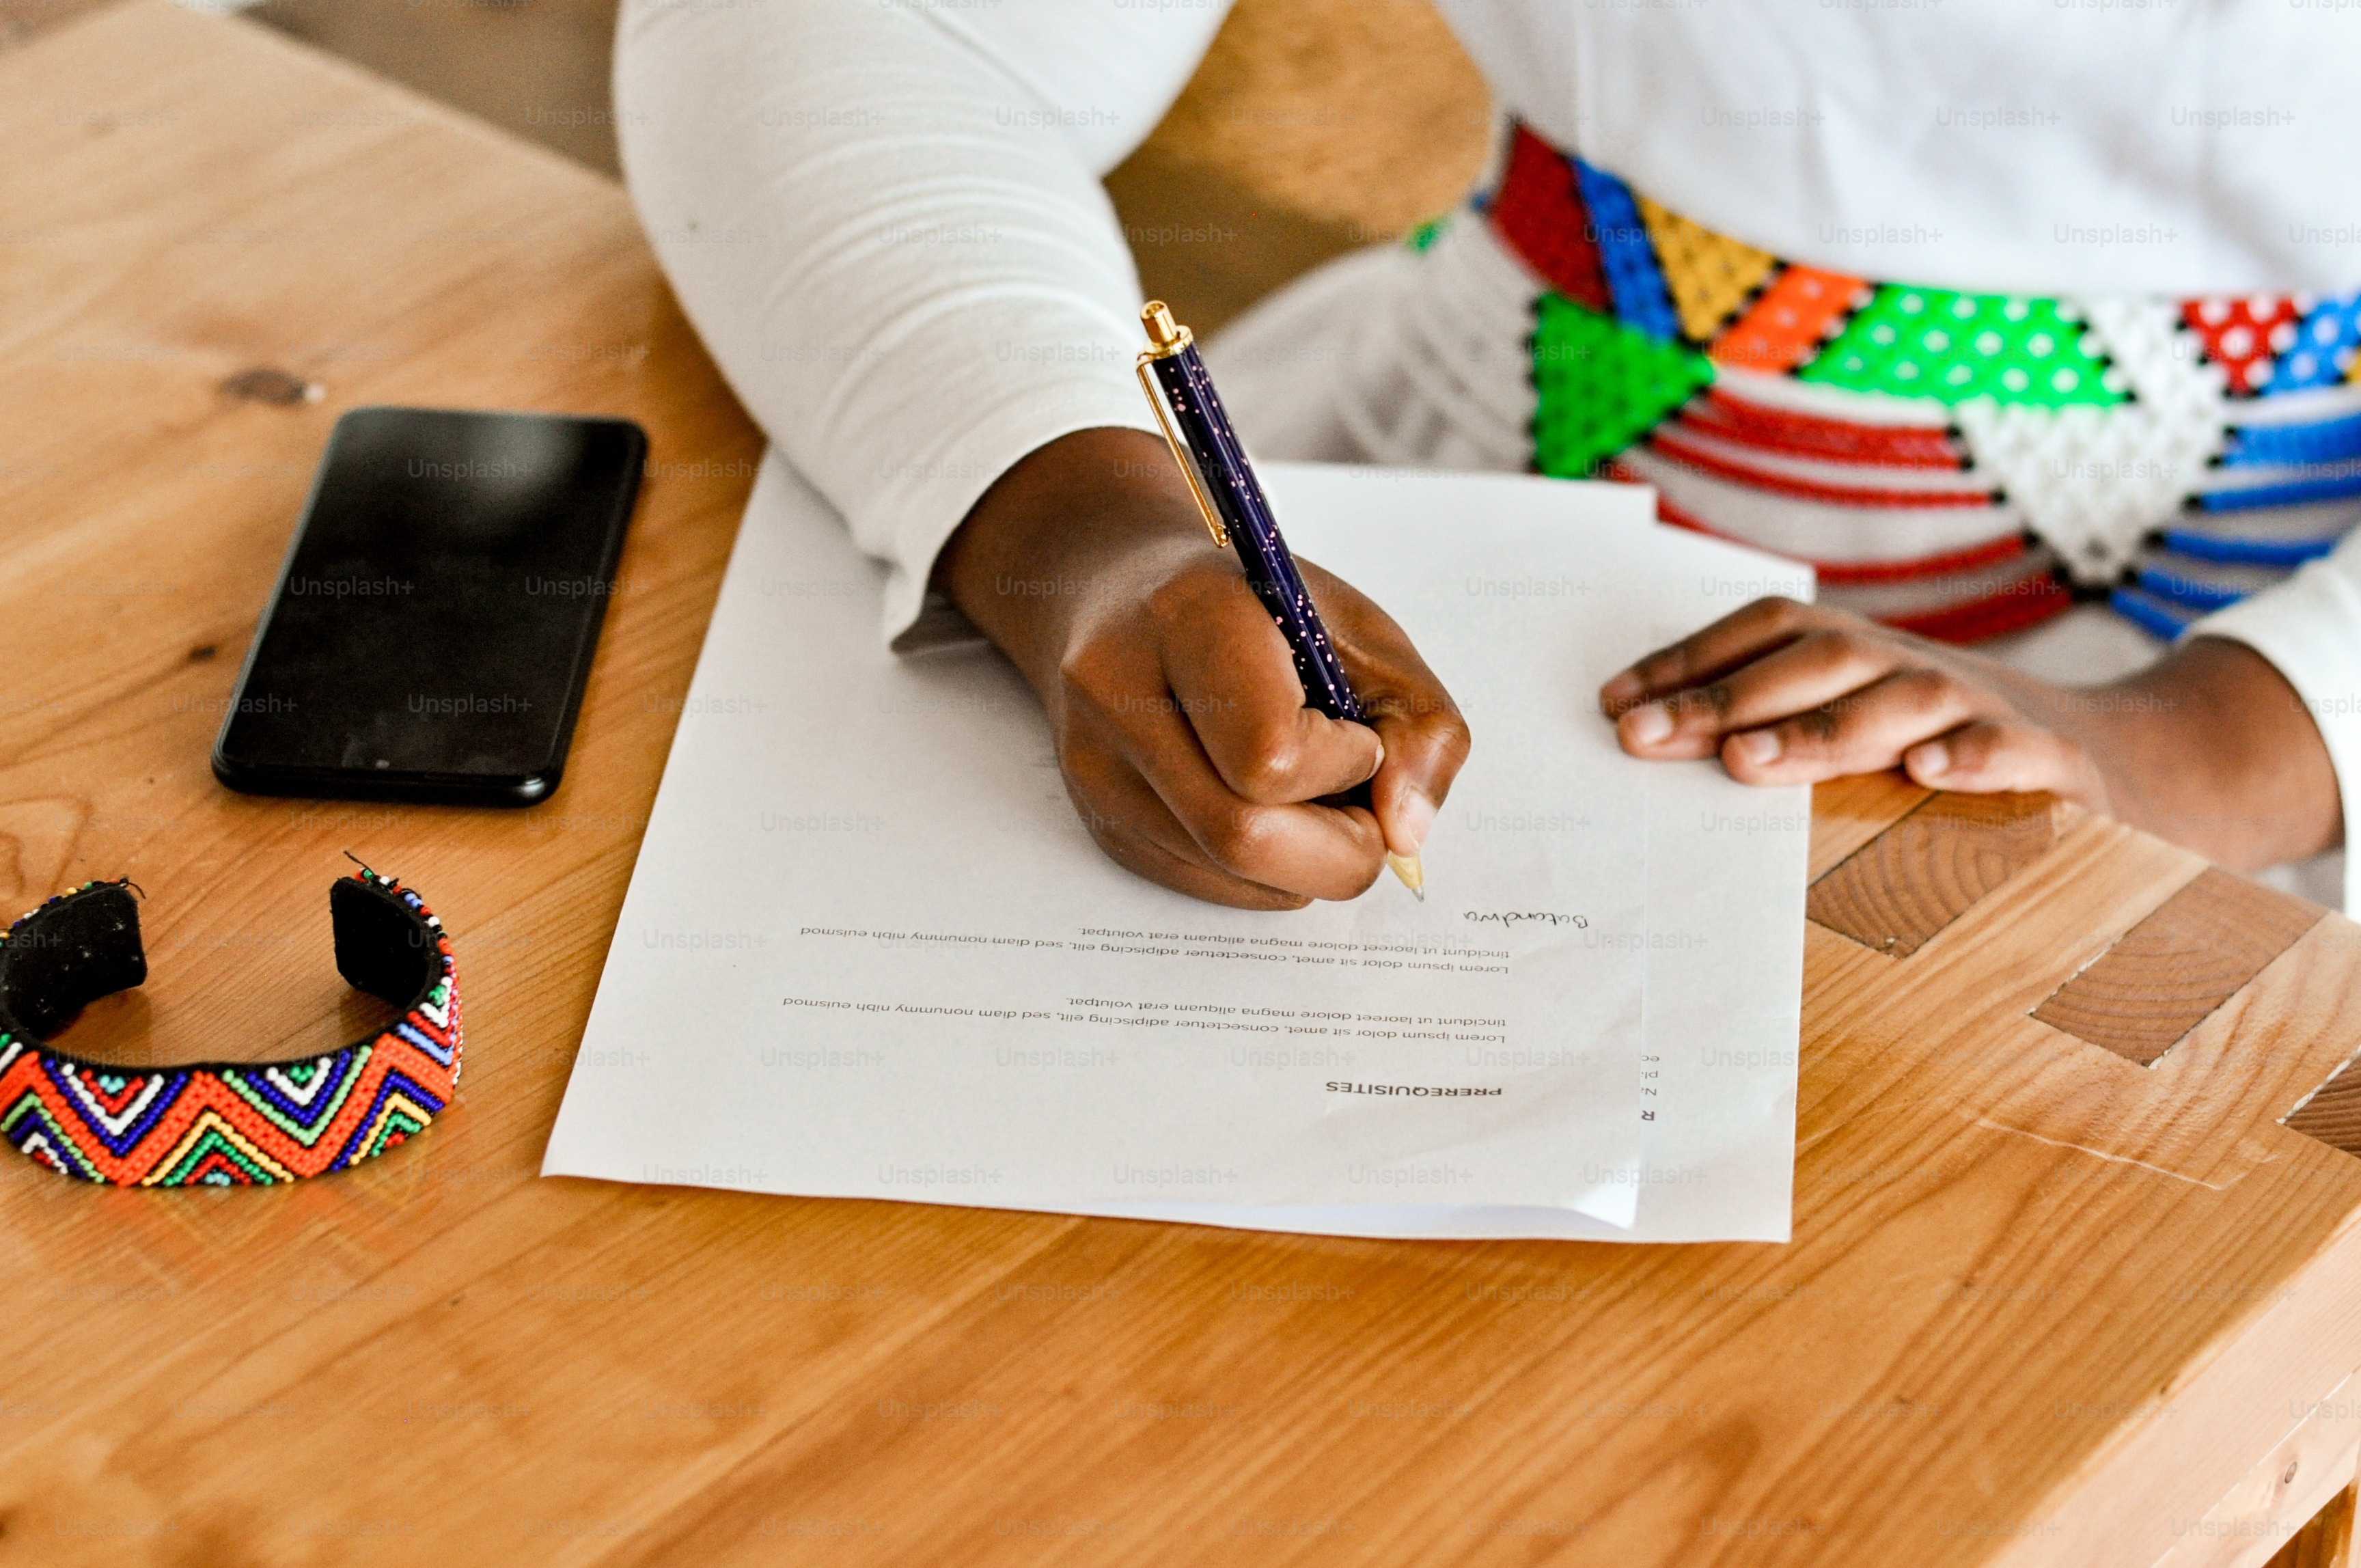 PREREQUISITES
Lorem ipsum dolor sit amet, consectetuer adipiscing elit, sed diam nonummy nibh euismod
tincidunt ut laoreet dolore magna aliquam erat volutpat.
Lorem ipsum dolor sit amet, consectetuer adipiscing elit, sed diam nonummy nibh euismod
tincidunt ut laoreet dolore magna aliquam erat volutpat.
Batandwa
R
Unsplash+